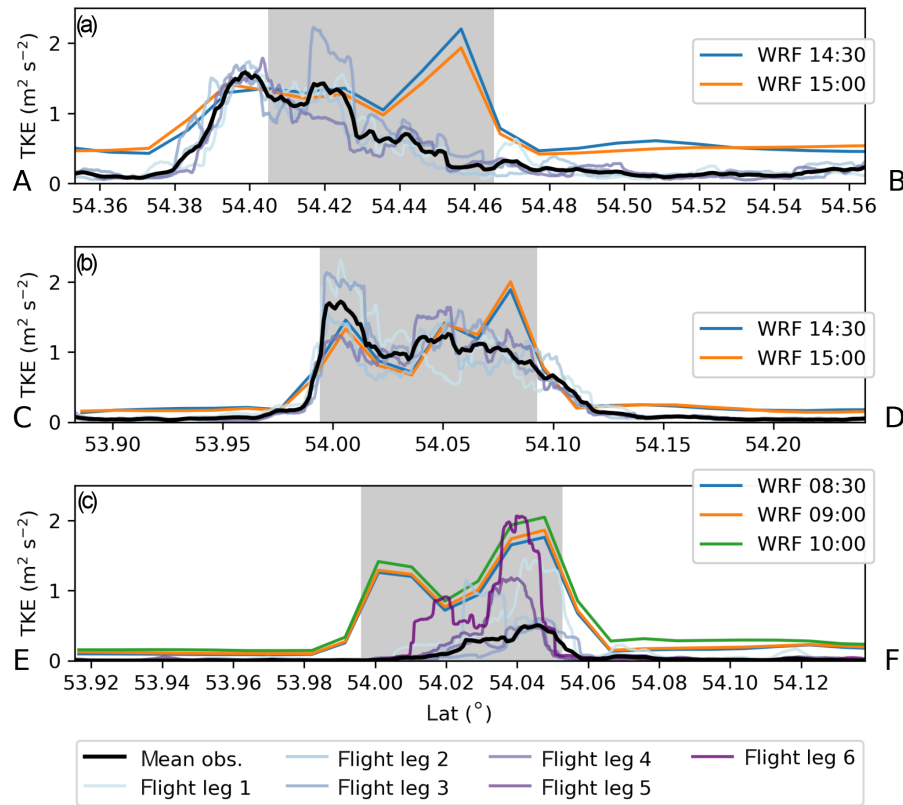 (a)
TKE (m² s⁻²)
2
1
0
WRF 14:30
WRF 15:00
A
B
54.36 54.38 54.40 54.42 54.44 54.46 54.48 54.50 54.52 54.54 54.56
(b)
TKE (m² s⁻²)
2
1
0
WRF 14:30
WRF 15:00
C
D
53.90 53.95 54.00 54.05 54.10 54.15 54.20
(c)
TKE (m² s⁻²)
2
1
0
WRF 08:30
WRF 09:00
WRF 10:00
E
F
53.92 53.94 53.96 53.98 54.00 54.02 54.04 54.06 54.08 54.10 54.12
Lat (°)
Mean obs. Flight leg 2 Flight leg 4 Flight leg 6
Flight leg 1 Flight leg 3 Flight leg 5